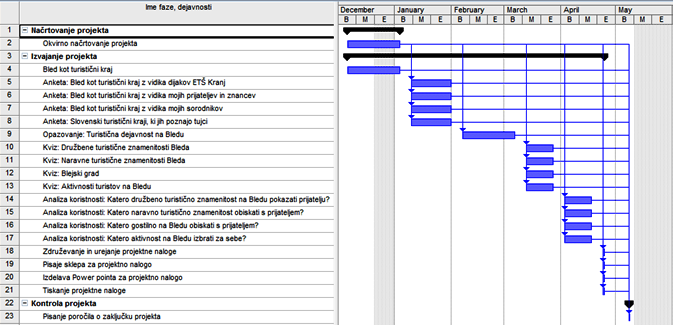 Ime faze, dejavnosti
December January February March April May
B M E B M E B M E B M E B M E B M E
1 Načrtovanje projekta
2 Okvirno načrtovanje projekta
3 Izvajanje projekta
4 Bled kot turistični kraj
5 Anketa: Bled kot turistični kraj z vidika dijakov ETŠ Kranj
6 Anketa: Bled kot turistični kraj z vidika mojih prijateljev in znancev
7 Anketa: Bled kot turistični kraj z vidika mojih sorodnikov
8 Anketa: Slovenski turistični kraji, ki jih poznajo tujci
9 Opazovanje: Turistična dejavnost na Bledu
10 Kviz: Družbene turistične znamenitosti Bleda
11 Kviz: Naravne turistične znamenitosti Bleda
12 Kviz: Blejski grad
13 Kviz: Aktivnosti turistov na Bledu
14 Analiza koristnosti: Katero družbeno turistično znamenitost na Bledu pokazati prijatelju?
15 Analiza koristnosti: Katero naravno turistično znamenitost obiskati s prijateljem?
16 Analiza koristnosti: Katero gostilno na Bledu obiskati s prijateljem?
17 Analiza koristnosti: Katero aktivnost na Bledu izbrati za sebe?
18 Združevanje in urejanje projektne naloge
19 Pisaje sklepa za projektno nalogo
20 Izdelava Power pointa za projektno nalogo
21 Tiskanje projektne naloge
22 Kontrola projekta
23 Pisanje poročila o zaključku projekta